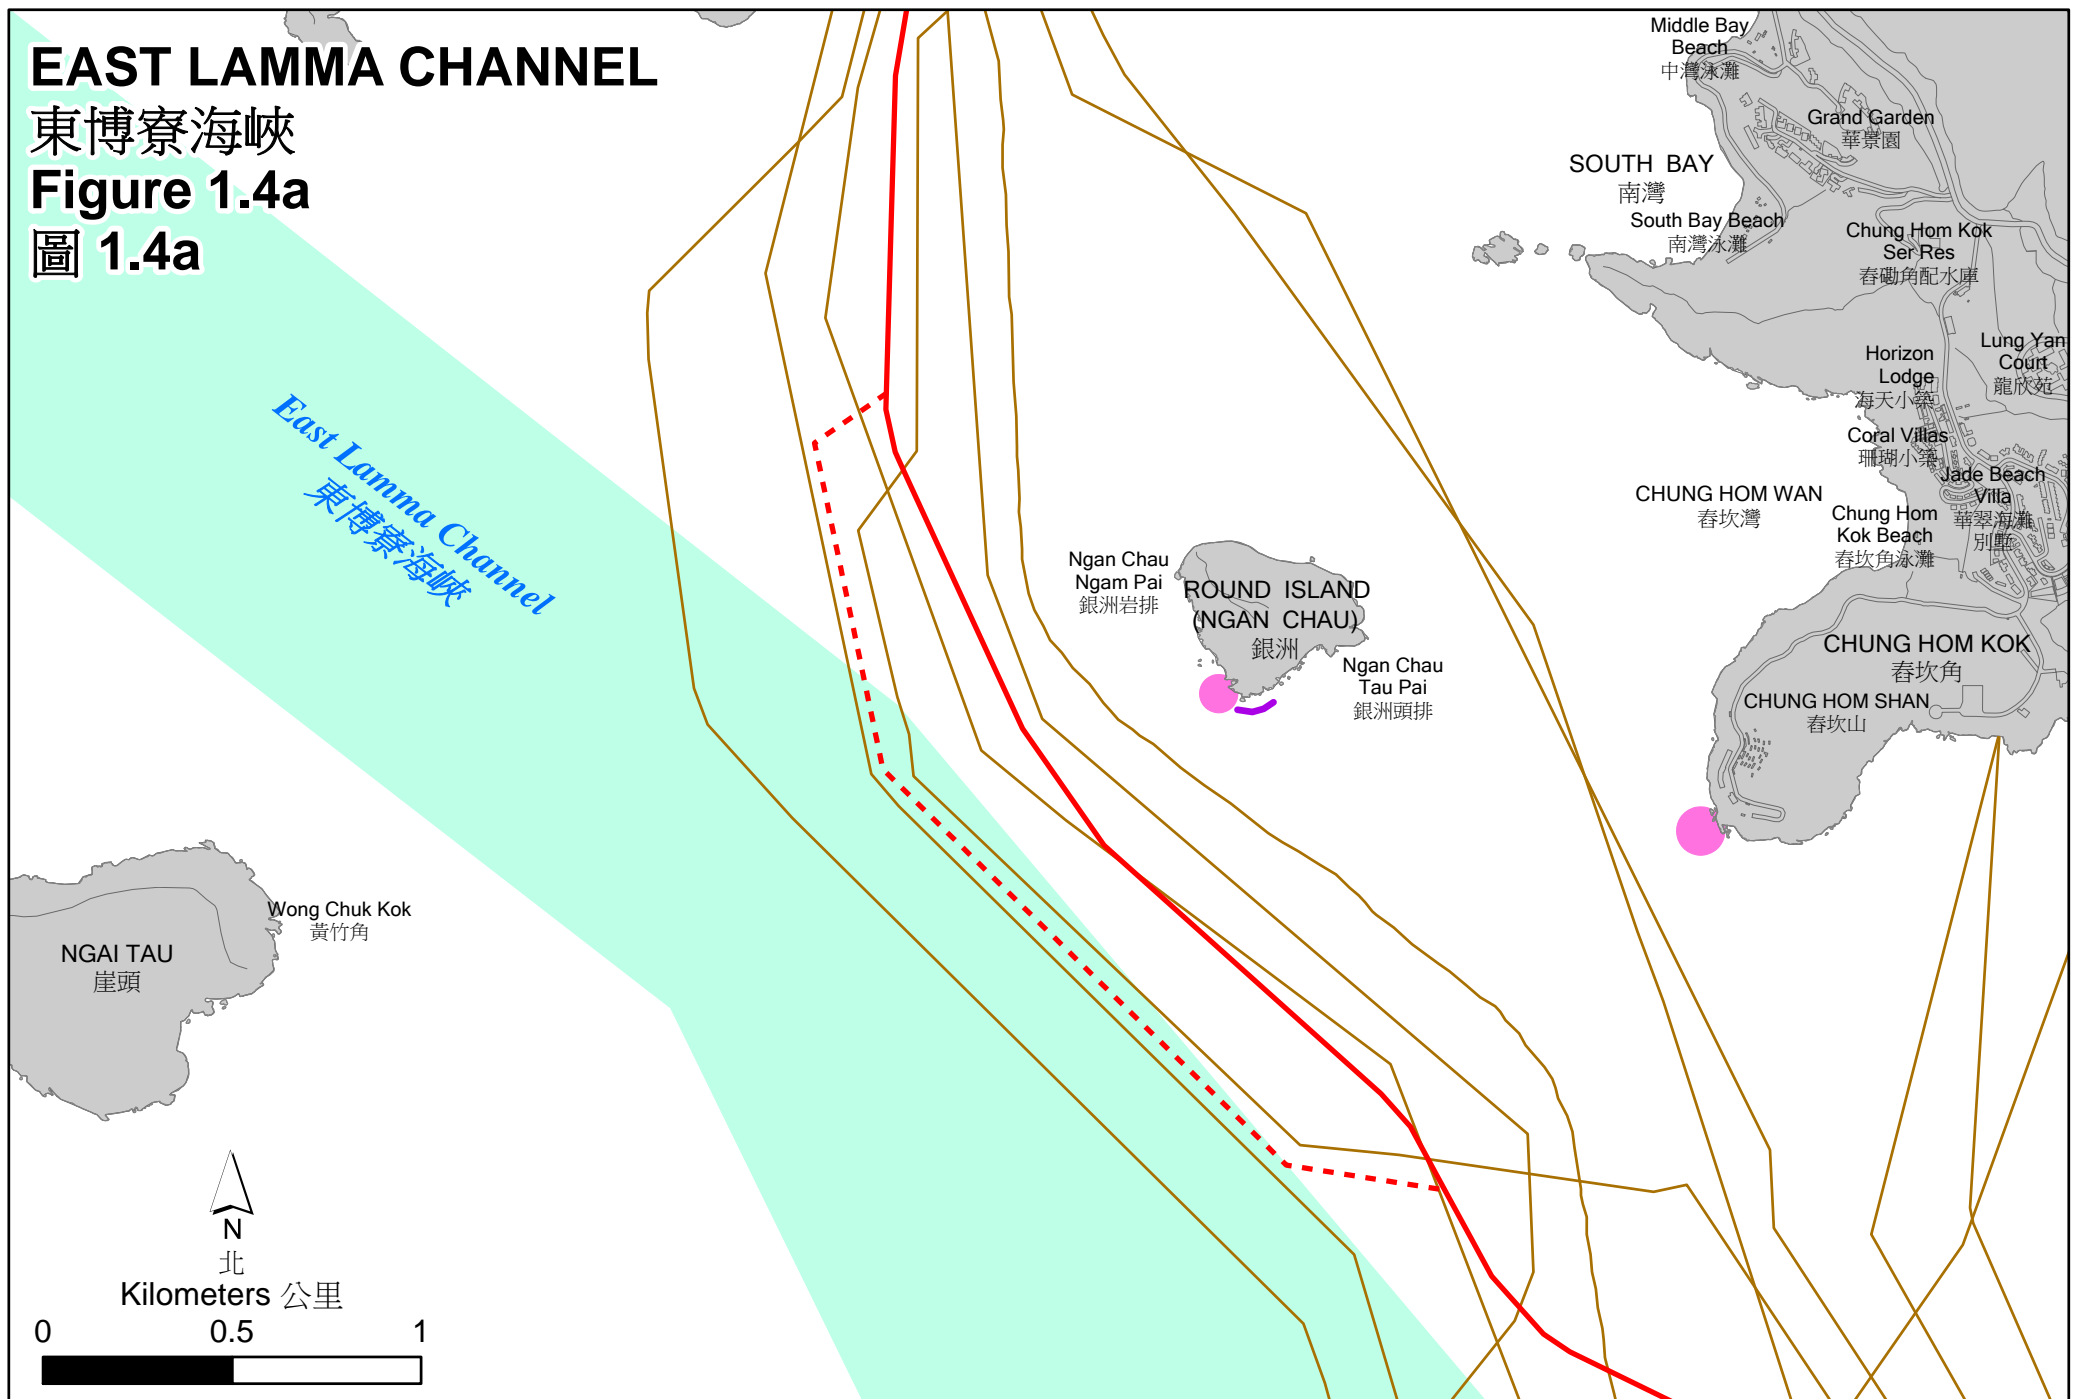 EAST LAMMA CHANNEL
東博寮海峽
Figure 1.4a
圖 1.4a
Middle Bay
Beach
中灣泳灘
Grand Garden
華景園
SOUTH BAY
南灣
South Bay Beach
南灣泳灘
Chung Hom Kok
Ser Res
舂磡角配水庫
Horizon
Lodge
海天小築
Lung Yan
Court
龍欣苑
East Lamma Channel
東博寮海峽
Coral Villas
珊瑚小築
Jade Beach
Villa
華翠海灘
別墅
CHUNG HOM WAN
舂坎灣
Chung Hom
Kok Beach
舂坎角泳灘
Ngan Chau
Ngam Pai
銀洲岩排
ROUND ISLAND
(NGAN CHAU)
銀洲
Ngan Chau
Tau Pai
銀洲頭排
CHUNG HOM KOK
舂坎角
CHUNG HOM SHAN
舂坎山
Wong Chuk Kok
黃竹角
NGAI TAU
崖頭
N
北
Kilometers 公里
0 0.5 1